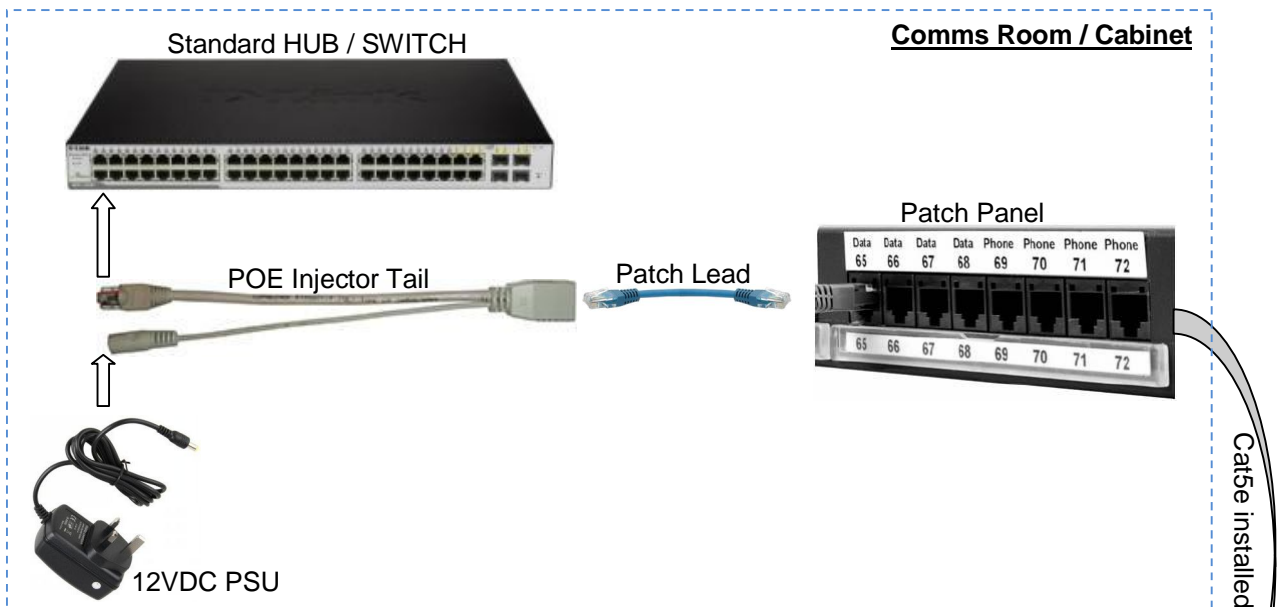 Comms Room / Cabinet
Standard HUB / SWITCH
D-Link
Patch Panel
Data Data Data Data Phone Phone Phone Phone
65 66 67 68 69 70 71 72
POE Injector Tail
Patch Lead
65 66 67 68 69 70 71 72
Cat5e installed
12VDC PSU